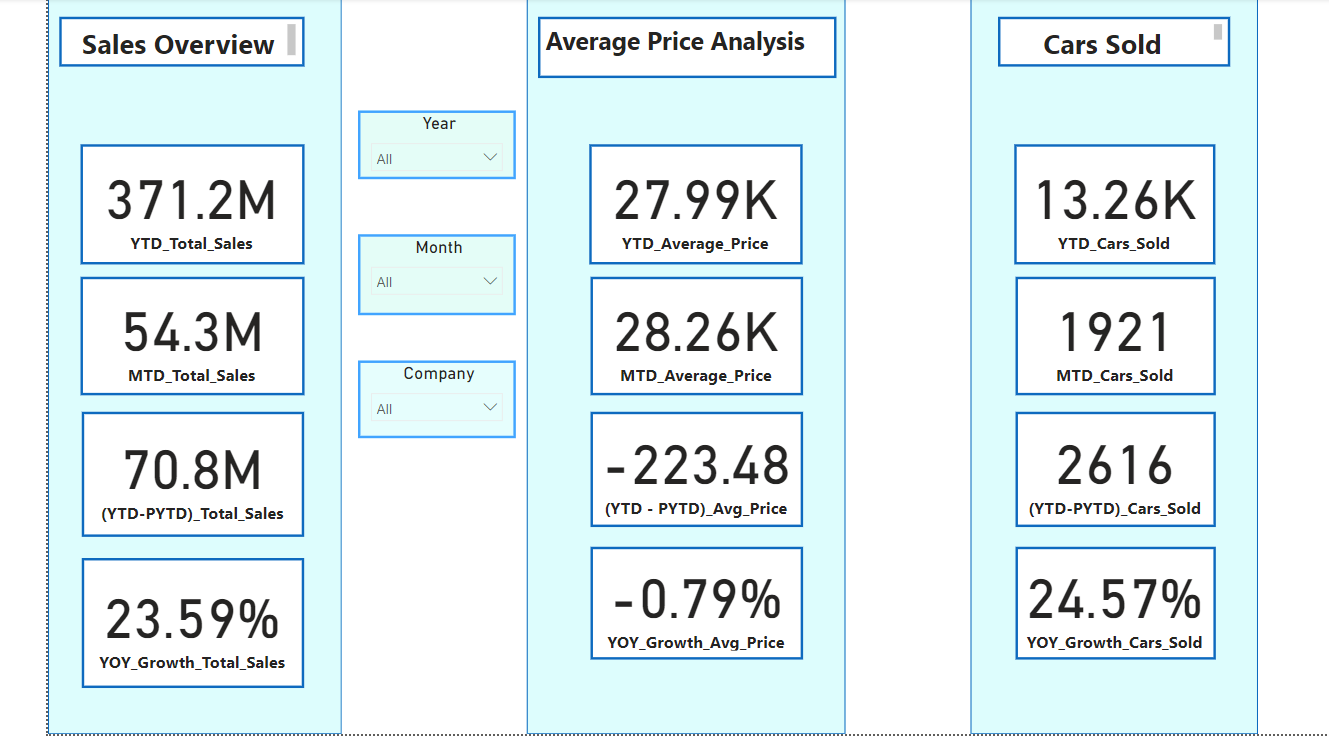 Sales Overview
371.2M
YTD_Total_Sales
54.3M
MTD_Total_Sales
70.8M
(YTD-PYTD)_Total_Sales
23.59%
YOY_Growth_Total_Sales
Year
All
Month
All
Company
All
Average Price Analysis
27.99K
YTD_Average_Price
28.26K
MTD_Average_Price
-223.48
(YTD - PYTD)_Avg_Price
-0.79%
YOY_Growth_Avg_Price
Cars Sold
13.26K
YTD_Cars_Sold
1921
MTD_Cars_Sold
2616
(YTD-PYTD)_Cars_Sold
24.57%
YOY_Growth_Cars_Sold